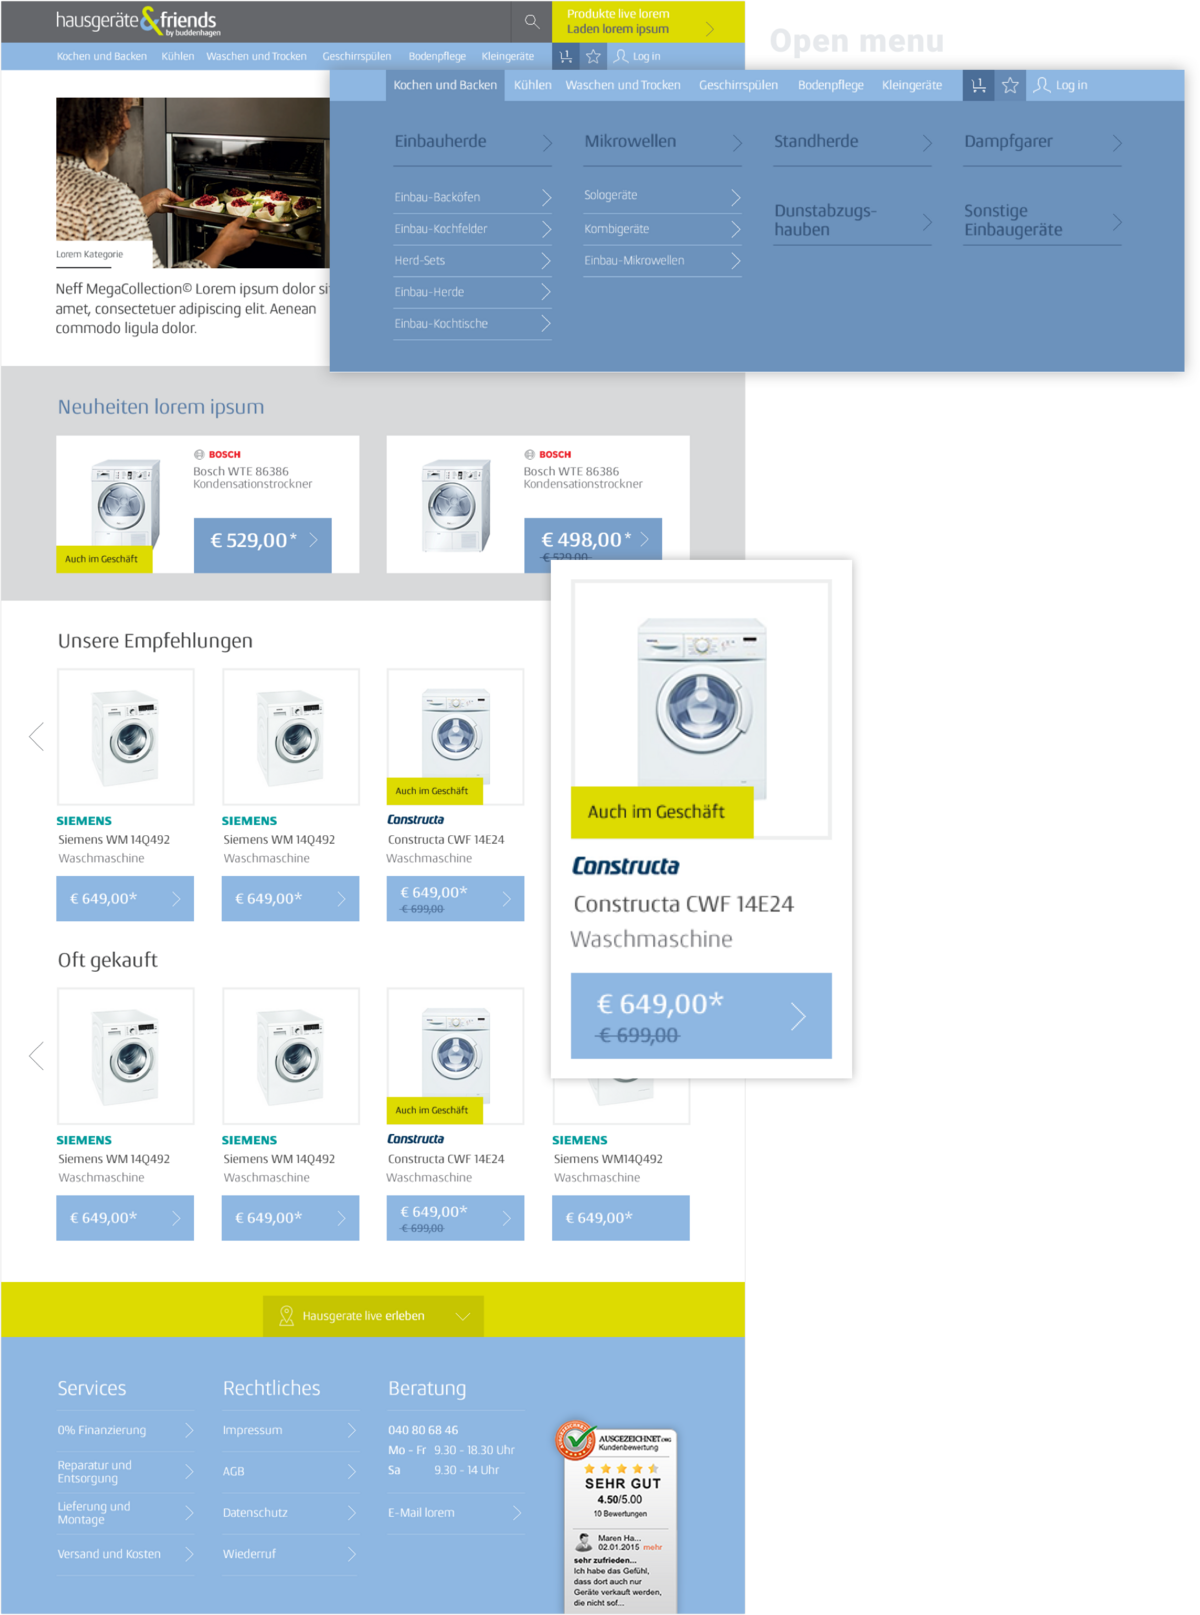 hausgeräte&friends
by buddenhagen
Produkte live lorem
Laden lorem ipsum
Kochen und Backen Kühlen Waschen und Trocken Geschirrspülen Bodenpflege Kleingeräte 1 Log in
Open menu
Kochen und Backen Kühlen Waschen und Trocken Geschirrspülen Bodenpflege Kleingeräte 1 Log in
Einbauherde
Einbau-Backöfen
Einbau-Kochfelder
Herd-Sets
Einbau-Herde
Einbau-Kochtische
Mikrowellen
Sologeräte
Kombigeräte
Einbau-Mikrowellen
Standherde
Dunstabzugs-
hauben
Dampfgarer
Sonstige
Einbaugeräte
Lorem Kategorie
Neff MegaCollection© Lorem ipsum dolor si
amet, consectetuer adipiscing elit. Aenean
commodo ligula dolor.
Neuheiten lorem ipsum
BOSCH
Bosch WTE 86386
Kondensationstrockner
€ 529,00*
Auch im Geschäft
BOSCH
Bosch WTE 86386
Kondensationstrockner
€ 498,00*
€ 529,00
Unsere Empfehlungen
SIEMENS
Siemens WM 14Q492
Waschmaschine
€ 649,00*
SIEMENS
Siemens WM 14Q492
Waschmaschine
€ 649,00*
Auch im Geschäft
Constructa
Constructa CWF 14E24
Waschmaschine
€ 649,00*
€ 699,00
Auch im Geschäft
Constructa
Constructa CWF 14E24
Waschmaschine
€ 649,00*
€ 699,00
Oft gekauft
SIEMENS
Siemens WM 14Q492
Waschmaschine
€ 649,00*
SIEMENS
Siemens WM 14Q492
Waschmaschine
€ 649,00*
Auch im Geschäft
Constructa
Constructa CWF 14E24
Waschmaschine
€ 649,00*
€ 699,00
SIEMENS
Siemens WM14Q492
Waschmaschine
€ 649,00*
Hausgerate live erleben
Services
0% Finanzierung
Reparatur und
Entsorgung
Lieferung und
Montage
Versand und Kosten
Rechtliches
Impressum
AGB
Datenschutz
Wiederruf
Beratung
040 80 68 46
Mo - Fr 9.30 - 18.30 Uhr
Sa 9.30 - 14 Uhr
E-Mail lorem
AUSGEZEICHNET.ORG
Kundenbewertung
SEHR GUT
4.50/5.00
10 Bewertungen
Maren Ha...
02.01.2015 mehr
sehr zufrieden...
Ich habe das Gefühl,
dass dort auch nur
Geräte verkauft werden,
die nicht sof...